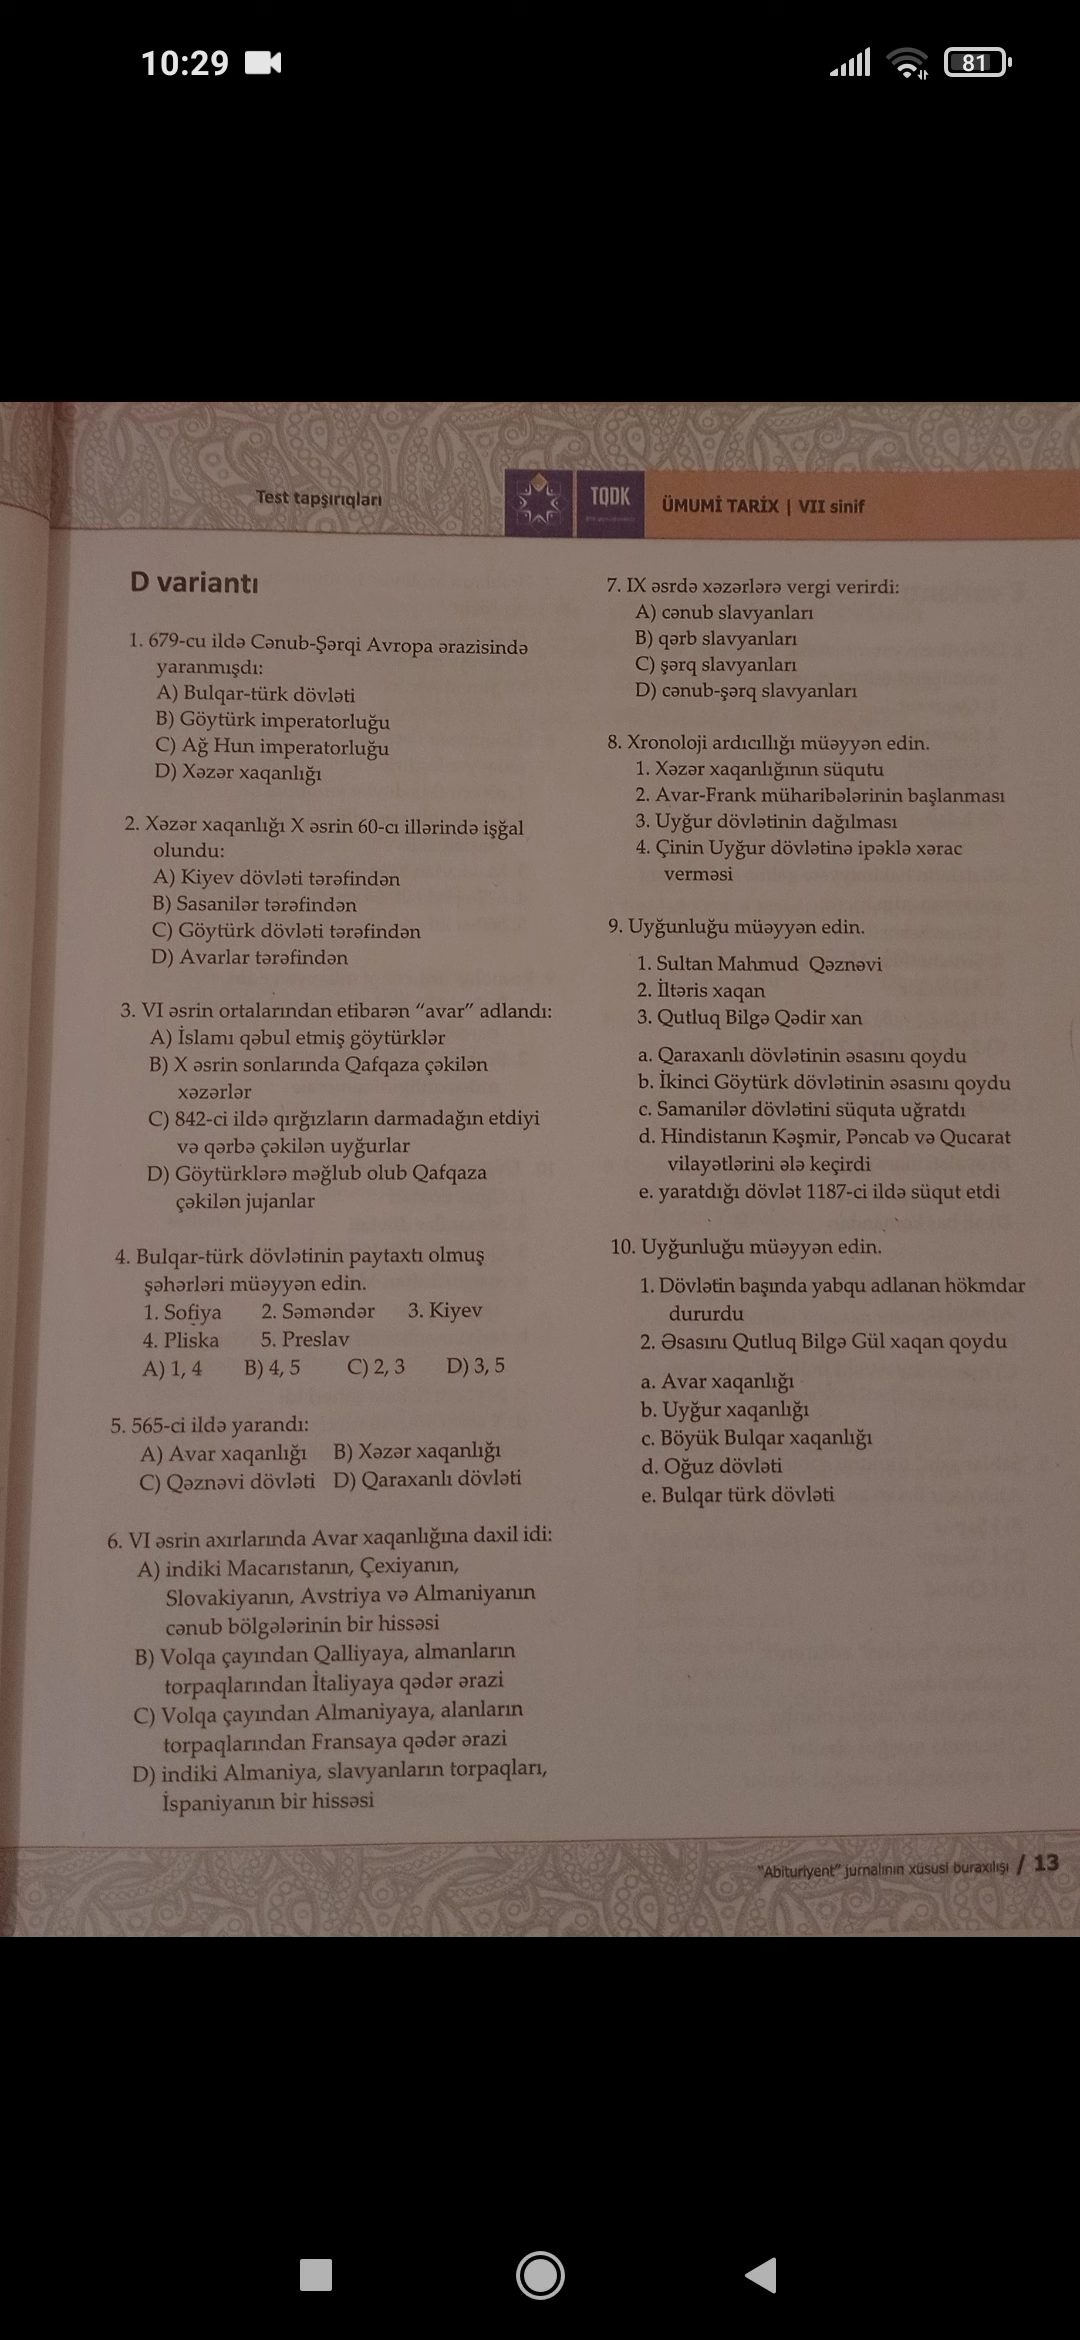 10:29
81
Test tapşırıqları
TQDK
ÜMUMİ TARİX | VII sinif
D variantı
1. 679-cu ildə Cənub-Şərqi Avropa ərazisində
yaranmışdı:
A) Bulqar-türk dövləti
B) Göytürk imperatorluğu
C) Ağ Hun imperatorluğu
D) Xəzər xaqanlığı
2. Xəzər xaqanlığı X əsrin 60-cı illərində işğal
olundu:
A) Kiyev dövləti tərəfindən
B) Sasanilər tərəfindən
C) Göytürk dövləti tərəfindən
D) Avarlar tərəfindən
3. VI əsrin ortalarından etibarən “avar” adlandı:
A) İslamı qəbul etmiş göytürklər
B) X əsrin sonlarında Qafqaza çəkilən
xəzərlər
C) 842-ci ildə qırğızların darmadağın etdiyi
və qərbə çəkilən uyğurlar
D) Göytürklərə məğlub olub Qafqaza
çəkilən jujanlar
4. Bulqar-türk dövlətinin paytaxtı olmuş
şəhərləri müəyyən edin.
1. Sofiya 2. Səməndər 3. Kiyev
4. Pliska 5. Preslav
A) 1, 4 B) 4, 5 C) 2, 3 D) 3, 5
5. 565-ci ildə yarandı:
A) Avar xaqanlığı B) Xəzər xaqanlığı
C) Qəznəvi dövləti D) Qaraxanlı dövləti
6. VI əsrin axırlarında Avar xaqanlığına daxil idi:
A) indiki Macarıstanın, Çexiyanın,
Slovakiyanın, Avstriya və Almaniyanın
cənub bölgələrinin bir hissəsi
B) Volqa çayından Qalliyaya, almanların
torpaqlarından İtaliyaya qədər ərazi
C) Volqa çayından Almaniyaya, alanların
torpaqlarından Fransaya qədər ərazi
D) indiki Almaniya, slavyanların torpaqları,
İspaniyanın bir hissəsi
7. IX əsrdə xəzərlərə vergi verirdi:
A) cənub slavyanları
B) qərb slavyanları
C) şərq slavyanları
D) cənub-şərq slavyanları
8. Xronoloji ardıcıllığı müəyyən edin.
1. Xəzər xaqanlığının süqutu
2. Avar-Frank müharibələrinin başlanması
3. Uyğur dövlətinin dağılması
4. Çinin Uyğur dövlətinə ipəklə xərac
verməsi
9. Uyğunluğu müəyyən edin.
1. Sultan Mahmud Qəznəvi
2. İltəris xaqan
3. Qutluq Bilgə Qədir xan
a. Qaraxanlı dövlətinin əsasını qoydu
b. İkinci Göytürk dövlətinin əsasını qoydu
c. Samanilər dövlətini süquta uğratdı
d. Hindistanın Kəşmir, Pəncab və Qucarat
vilayətlərini ələ keçirdi
e. yaratdığı dövlət 1187-ci ildə süqut etdi
10. Uyğunluğu müəyyən edin.
1. Dövlətin başında yabqu adlanan hökmdar
dururdu
2. Əsasını Qutluq Bilgə Gül xaqan qoydu
a. Avar xaqanlığı
b. Uyğur xaqanlığı
c. Böyük Bulqar xaqanlığı
d. Oğuz dövləti
e. Bulqar türk dövləti
"Abituriyent" jurnalının xüsusi buraxılışı / 13